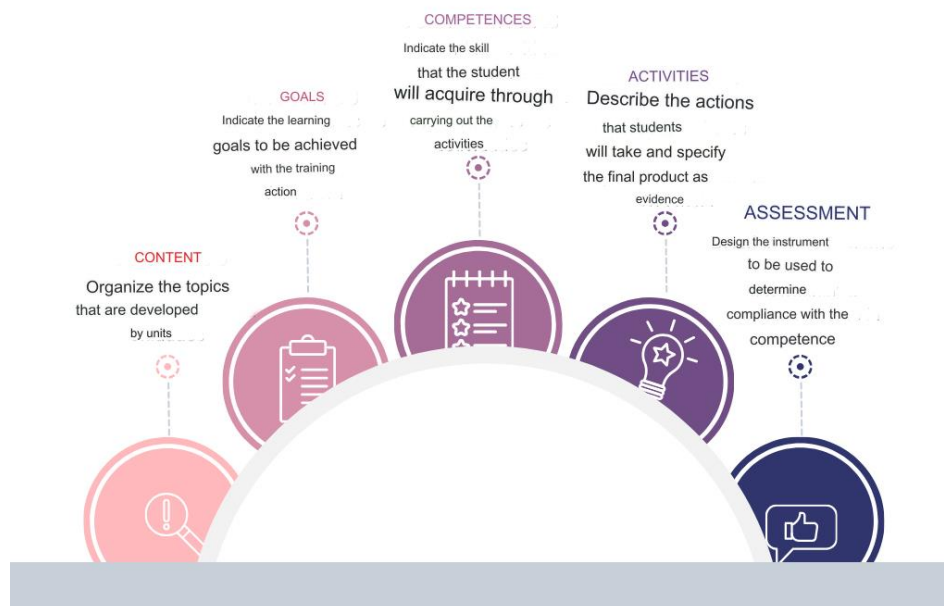 CONTENT
Organize the topics
that are developed
by units
GOALS
Indicate the learning
goals to be achieved
with the training
action
COMPETENCES
Indicate the skill
that the student
will acquire through
carrying out the
activities
ACTIVITIES
Describe the actions
that students
will take and specify
the final product as
evidence
ASSESSMENT
Design the instrument
to be used to
determine
compliance with the
competence